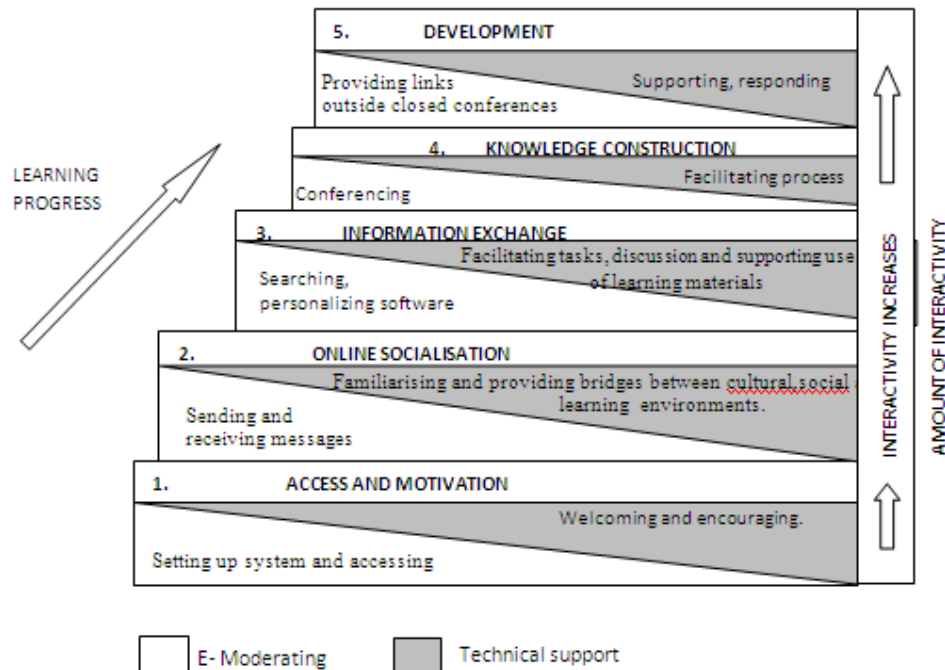 5. DEVELOPMENT
Providing links
outside closed conferences
Supporting, responding
4. KNOWLEDGE CONSTRUCTION
Conferencing
Facilitating process
3. INFORMATION EXCHANGE
Facilitating tasks, discussion and supporting use
of learning materials
Searching,
personalizing software
2. ONLINE SOCIALISATION
Familiarising and providing bridges between cultural,social
learning environments.
Sending and
receiving messages
1. ACCESS AND MOTIVATION
Welcoming and encouraging.
Setting up system and accessing
LEARNING
PROGRESS
INTERACTIVITY INCREASES
AMOUNT OF INTERACTIVITY
E- Moderating
Technical support